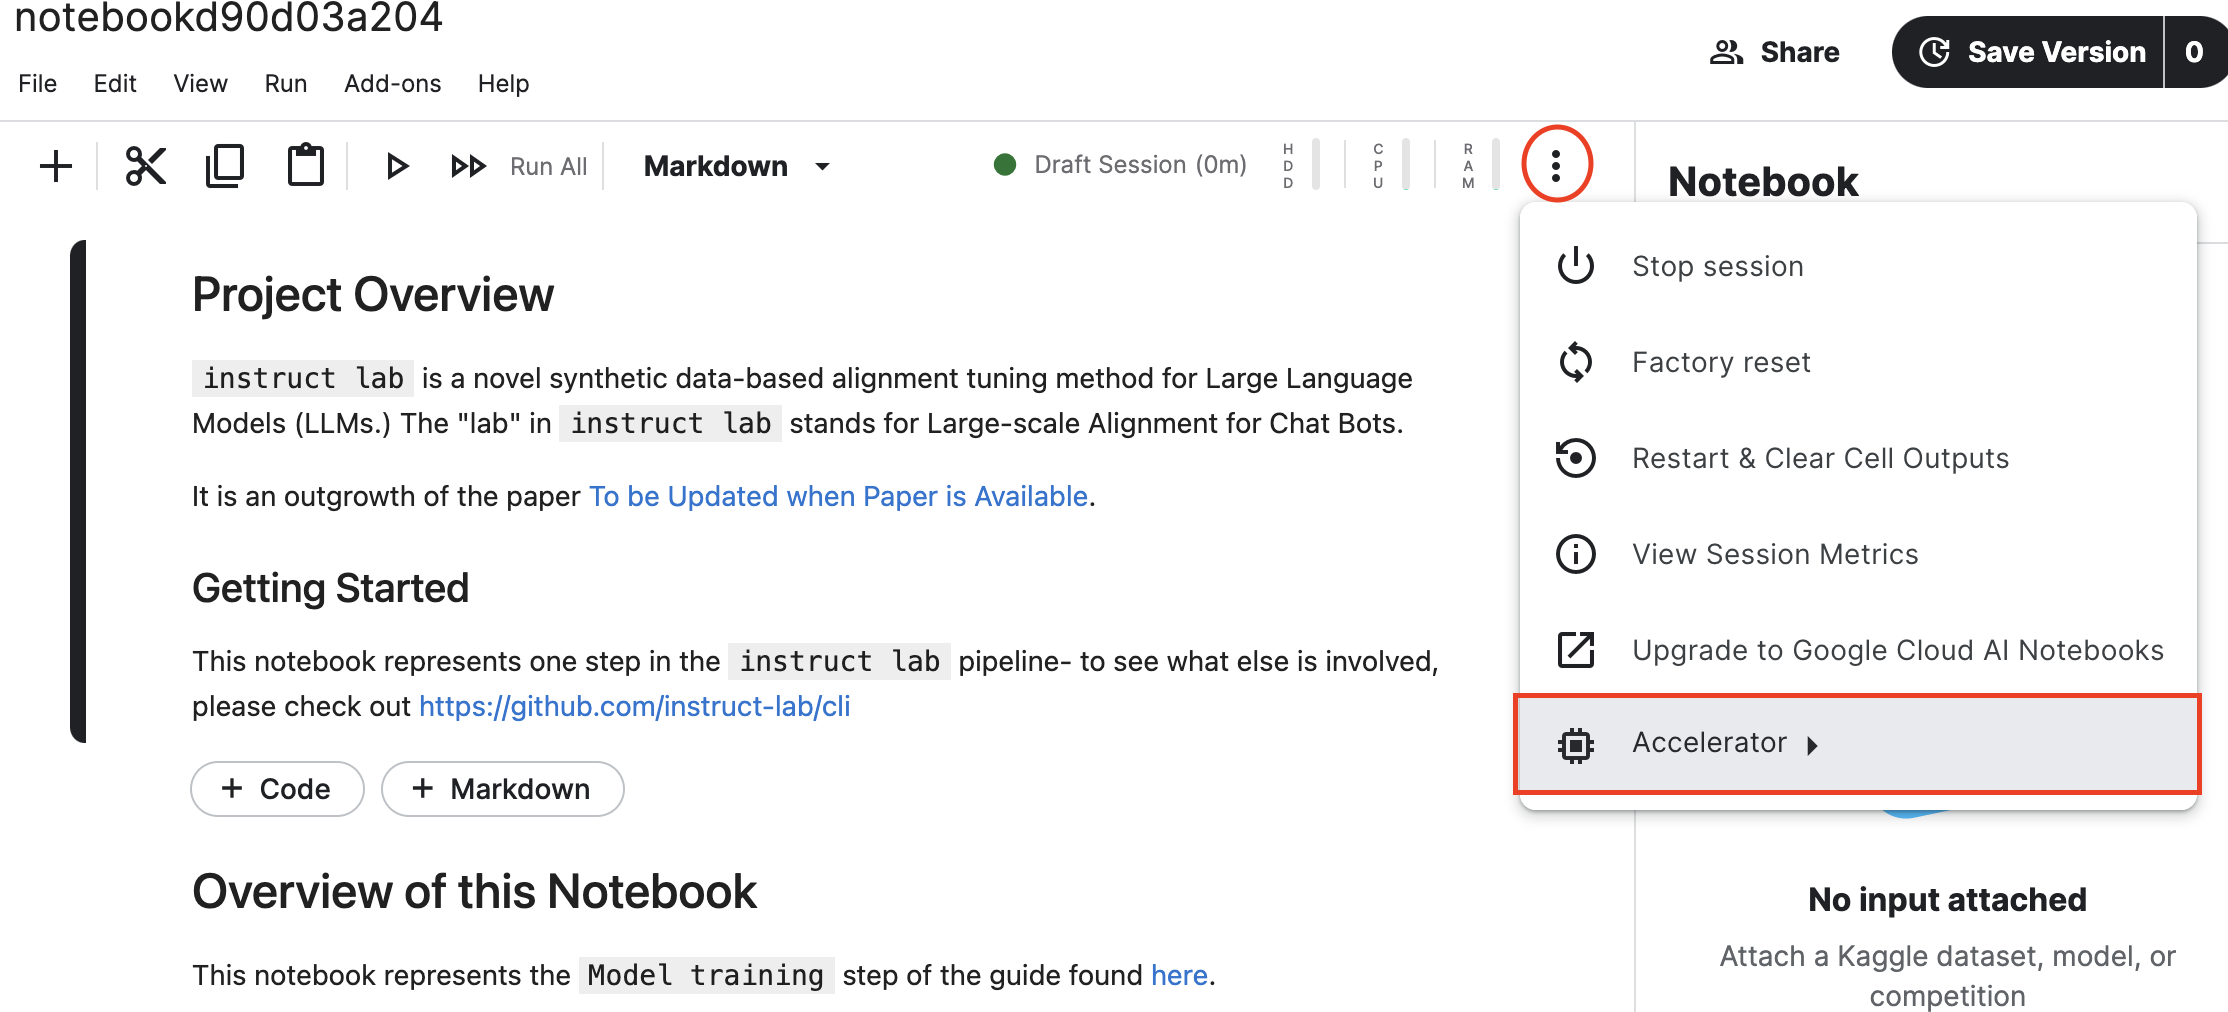 notebookd90d03a204
File Edit View Run Add-ons Help
Share
Save Version 0
Run All Markdown
Draft Session (0m)
HDD
CPU
RAM
Notebook
Project Overview
instruct lab is a novel synthetic data-based alignment tuning method for Large Language
Models (LLMs.) The "lab" in instruct lab stands for Large-scale Alignment for Chat Bots.
It is an outgrowth of the paper To be Updated when Paper is Available.
Getting Started
This notebook represents one step in the instruct lab pipeline- to see what else is involved,
please check out https://github.com/instruct-lab/cli
+ Code + Markdown
Overview of this Notebook
This notebook represents the Model training step of the guide found here.
Stop session
Factory reset
Restart & Clear Cell Outputs
View Session Metrics
Upgrade to Google Cloud AI Notebooks
Accelerator
No input attached
Attach a Kaggle dataset, model, or
competition